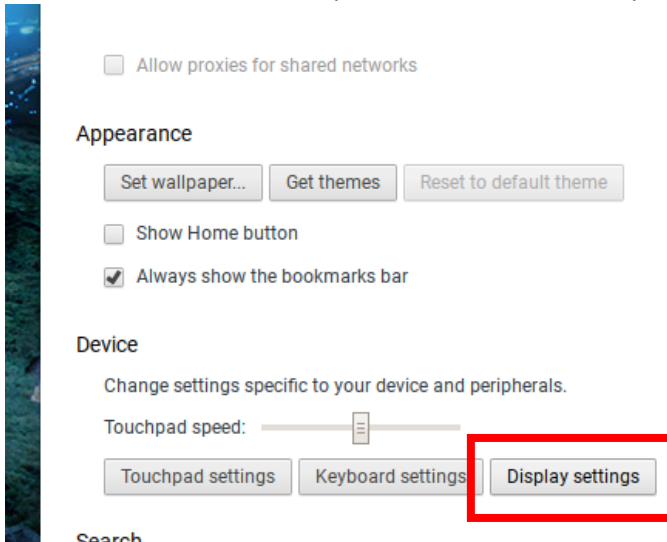 Allow proxies for shared networks
Appearance
Set wallpaper... Get themes Reset to default theme
Show Home button
Always show the bookmarks bar
Device
Change settings specific to your device and peripherals.
Touchpad speed:
Touchpad settings Keyboard settings Display settings
Search